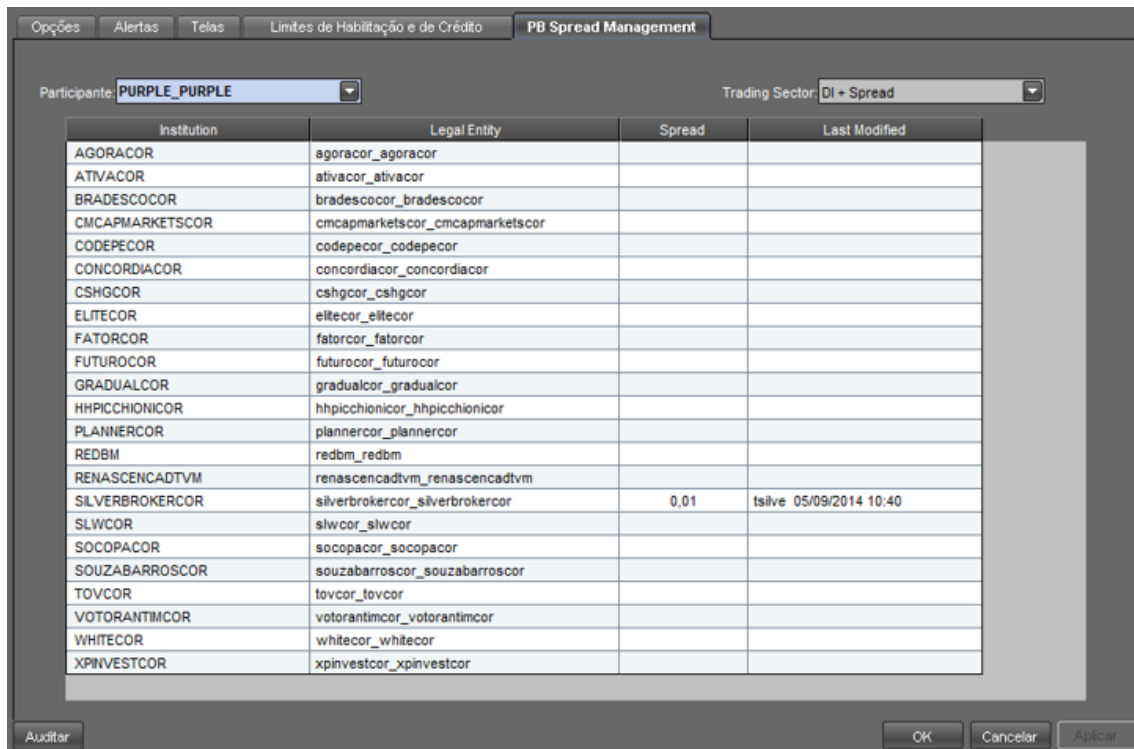 Opções Alertas Telas Limites de Habilitação e de Crédito PB Spread Management
Participante: PURPLE_PURPLE Trading Sector: DI + Spread
Institution Legal Entity Spread Last Modified
AGORACOR agoracor_agoracor
ATIVACOR ativacor_ativacor
BRADESCOCOR bradescocor_bradescocor
CMCAPMARKETSCOR cmcapmarketscor_cmcapmarketscor
CODEPECOR codepecor_codepecor
CONCORDIACOR concordiacor_concordiacor
CSHGCOR cshgcor_cshgcor
ELITECOR elitecor_elitecor
FATORCOR fatorcor_fatorcor
FUTUROCOR futurocor_futurocor
GRADUALCOR gradualcor_gradualcor
HHPICCHIONICOR hhpicchionicor_hhpicchionicor
PLANNERCOR plannercor_plannercor
REDBM redbm_redbm
RENASCENCADTVM renascencadtvm_renascencadtvm
SILVERBROKERCOR silverbrokercor_silverbrokercor 0,01 tsilve 05/09/2014 10:40
SLWCOR slwcor_slwcor
SOCOPACOR socopacor_socopacor
SOUZABARROSCOR souzabarroscor_souzabarroscor
TOVCOR tovcor_tovcor
VOTORANTIMCOR votorantimcor_votorantimcor
WHITECOR whitecor_whitecor
XPINVESTCOR xpinvestcor_xpinvestcor
Auditar OK Cancelar Aplicar